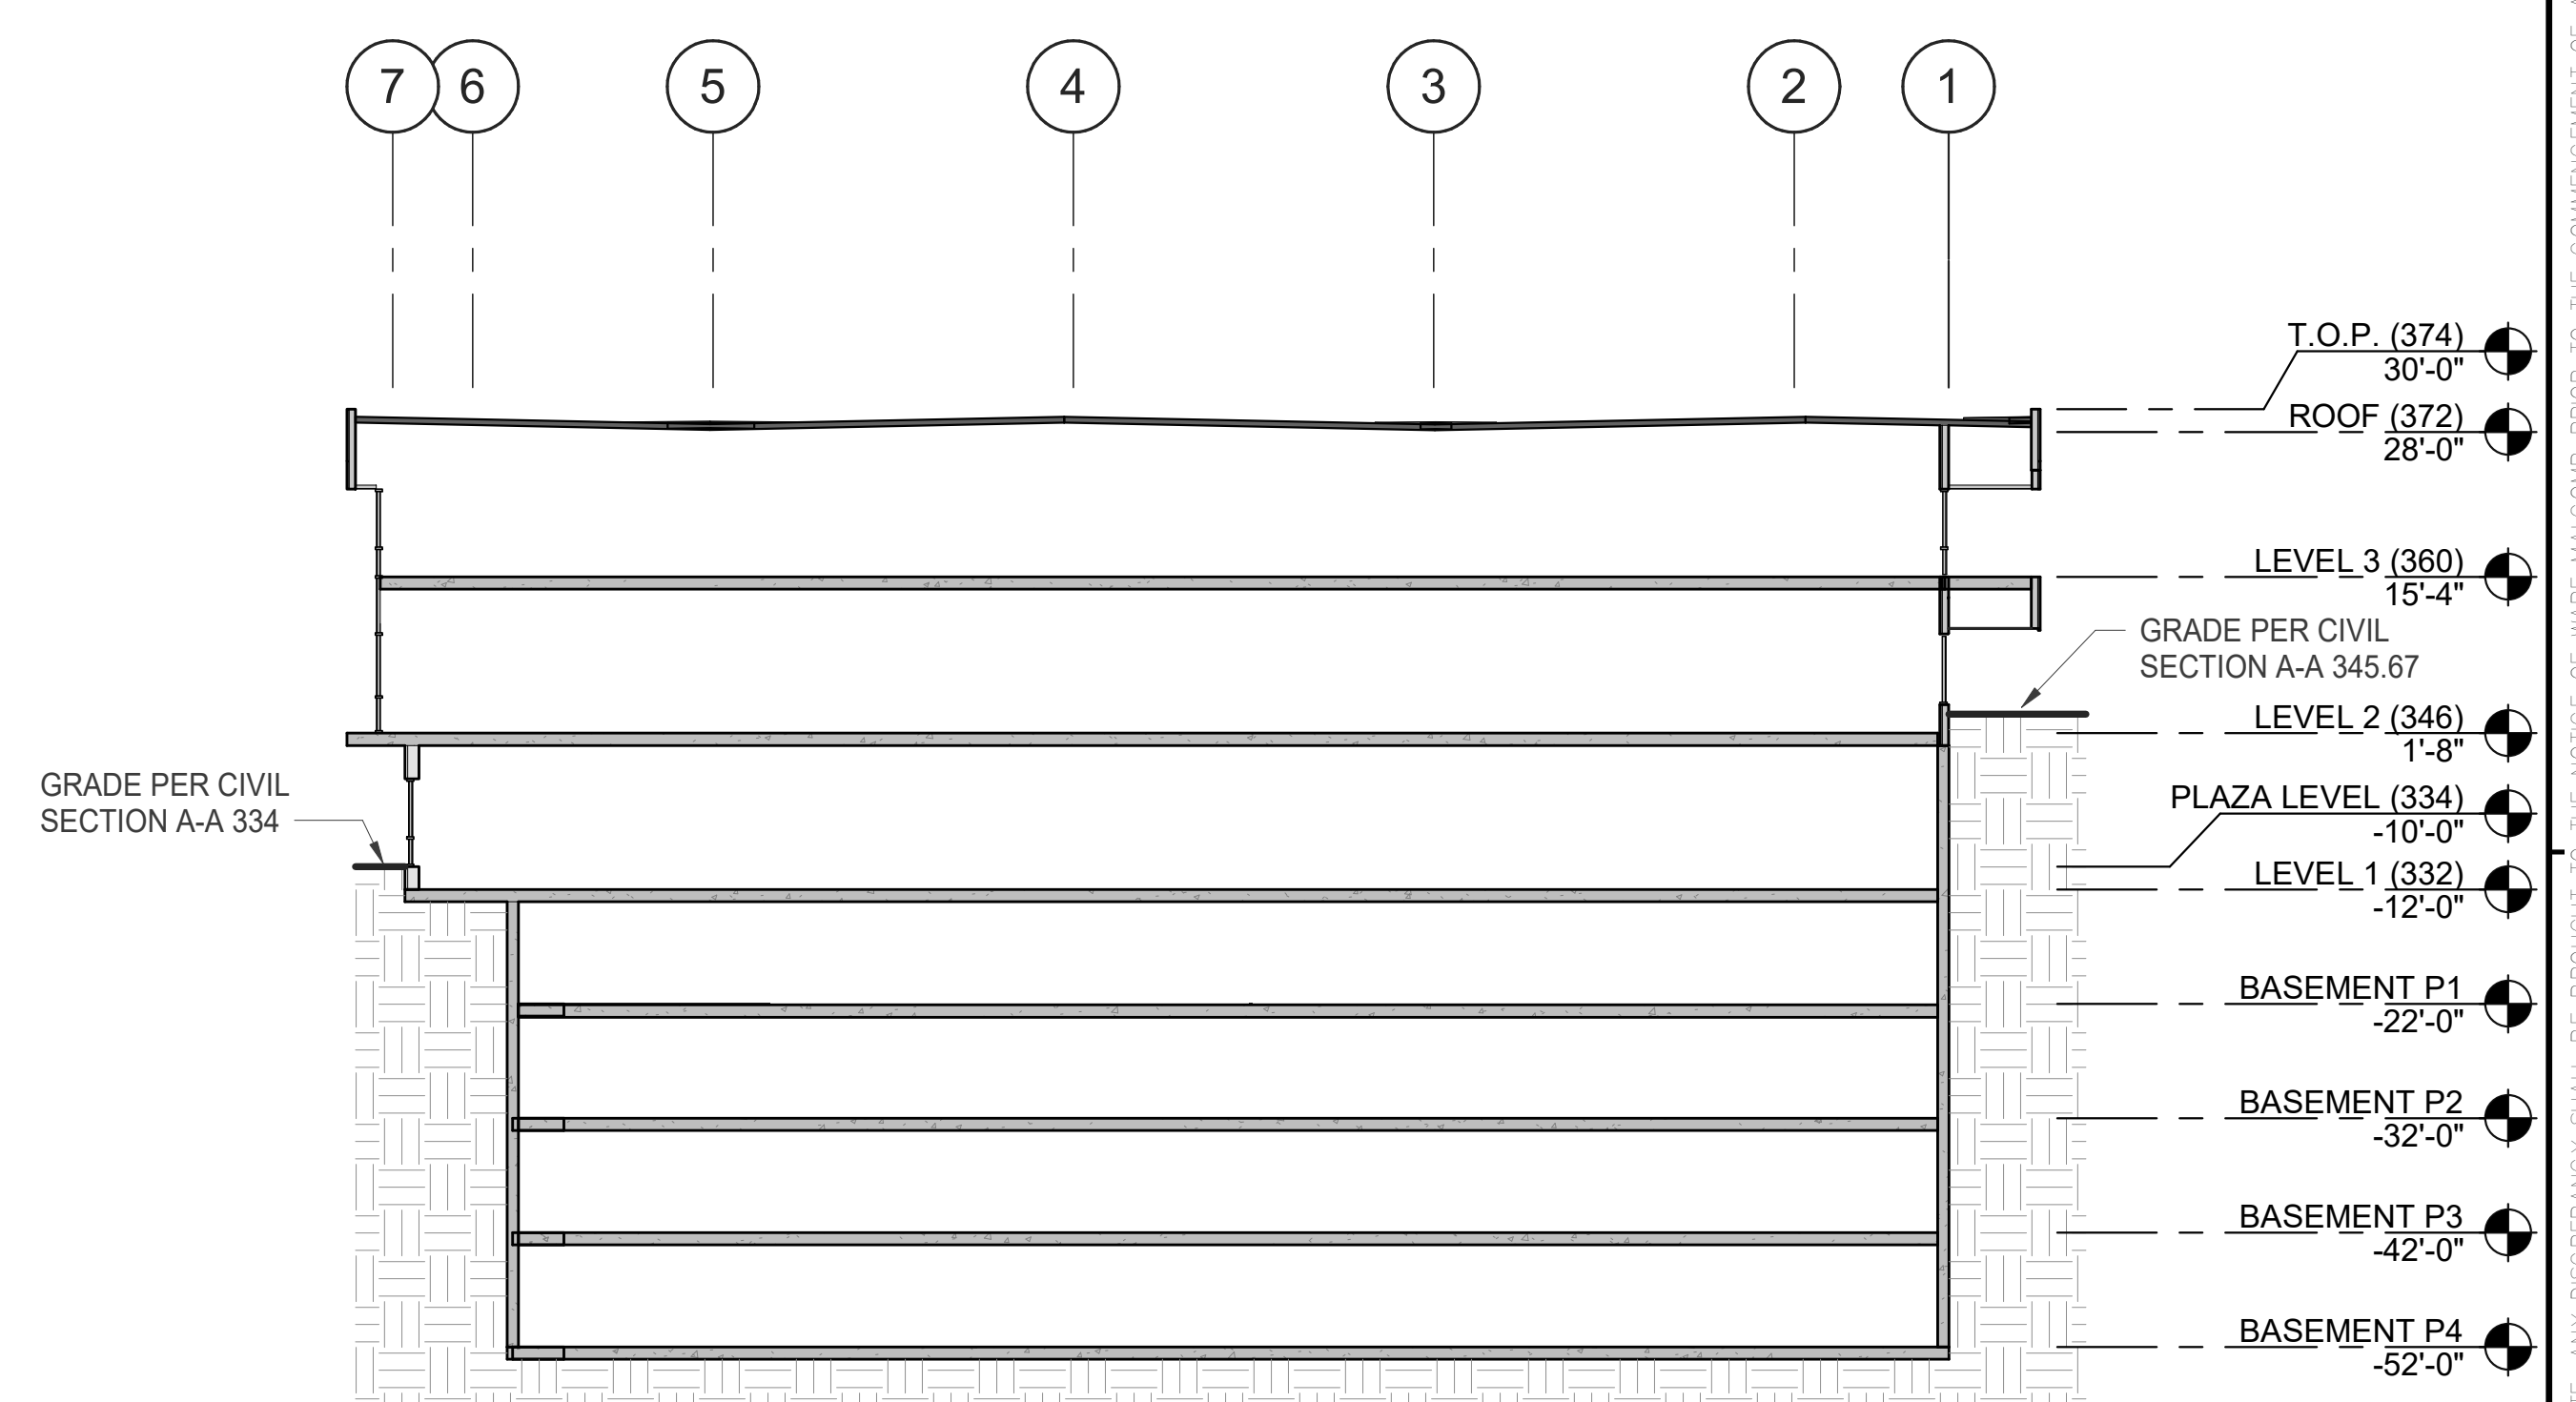 7 6 5 4 3 2 1
T.O.P. (374)
30'-0"
ROOF (372)
28'-0"
LEVEL 3 (360)
15'-4"
GRADE PER CIVIL
SECTION A-A 345.67
LEVEL 2 (346)
1'-8"
GRADE PER CIVIL
SECTION A-A 334
PLAZA LEVEL (334)
-10'-0"
LEVEL 1 (332)
-12'-0"
BASEMENT P1
-22'-0"
BASEMENT P2
-32'-0"
BASEMENT P3
-42'-0"
BASEMENT P4
-52'-0"